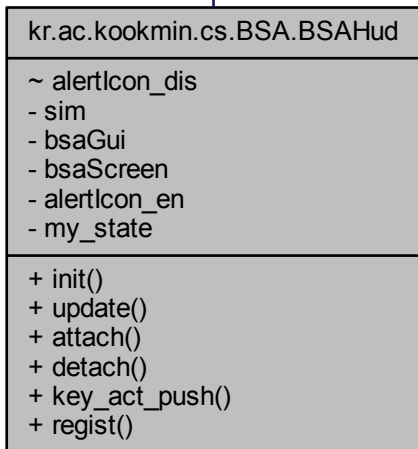 kr.ac.kookmin.cs.BSA.BSAHud
~ alertIcon_dis
- sim
- bsaGui
- bsaScreen
- alertIcon_en
- my_state
+ init()
+ update()
+ attach()
+ detach()
+ key_act_push()
+ regist()